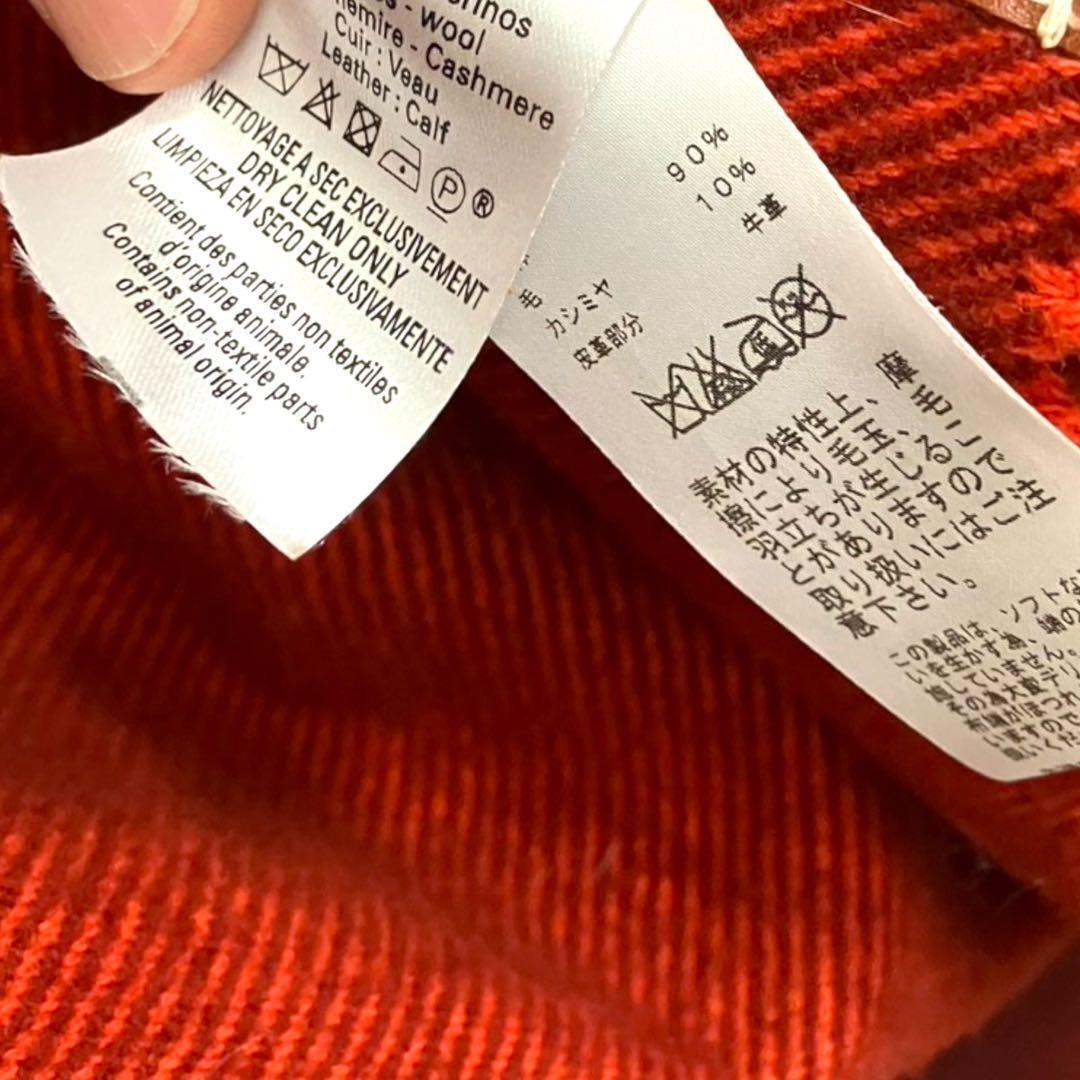 - wool
- Cashmere
Cuir : Veau
Leather : Calf
P ®
NETTOYAGE A SEC EXCLUSIVEMENT
DRY CLEAN ONLY
LIMPIEZA EN SECO EXCLUSIVAMENTE
Contient des parties non textiles
d'origine animale.
Contains non-textile parts
of animal origin.
毛 90%
カシミヤ 10%
皮革部分 牛革
素材の特性上、摩
擦により毛玉、毛
羽立ちが生じるこ
とがありますので
取り扱いにはご注
意下さい。
この製品は、ソフトな